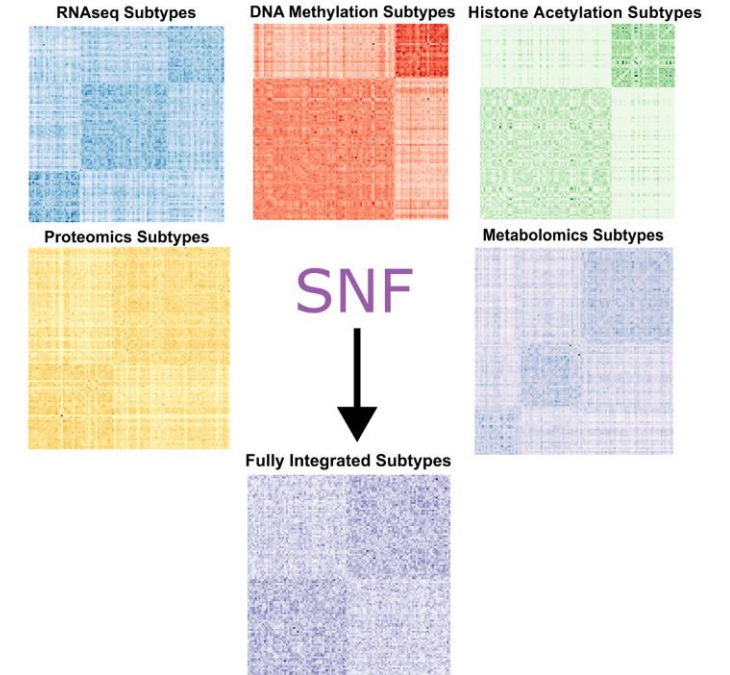 RNAseq Subtypes
DNA Methylation Subtypes
Histone Acetylation Subtypes
Proteomics Subtypes
Metabolomics Subtypes
SNF
Fully Integrated Subtypes